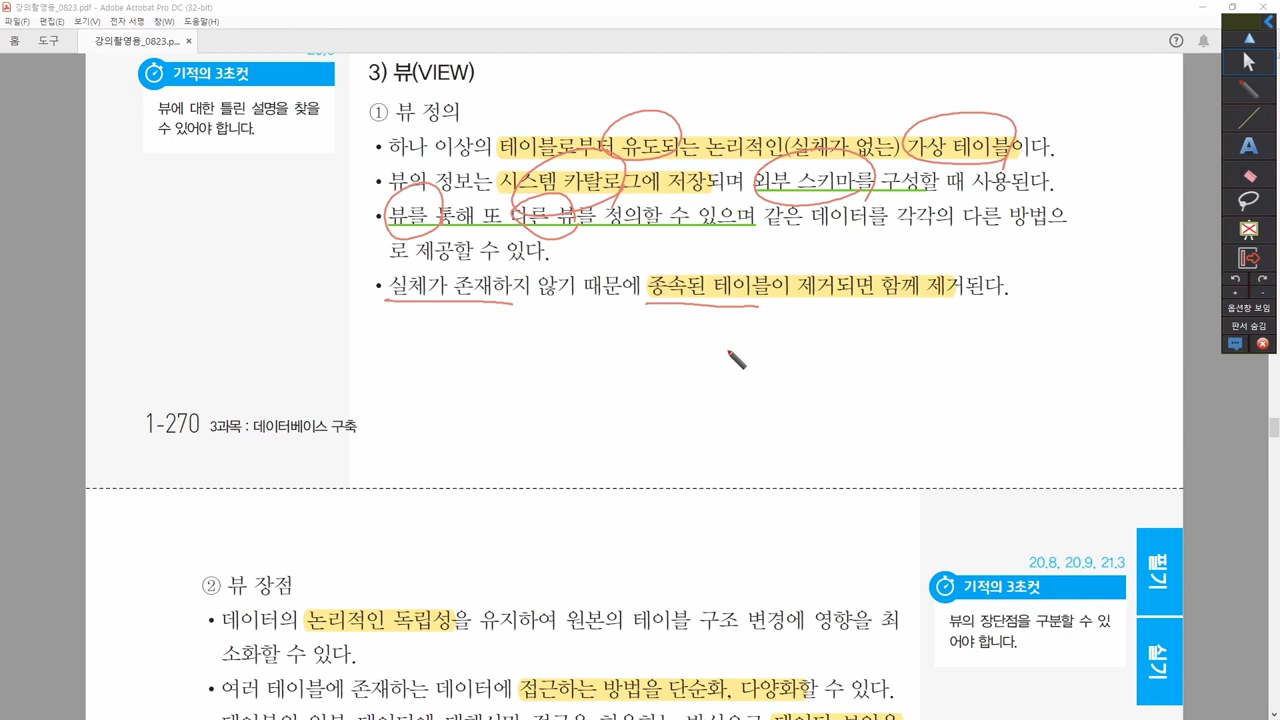 강의촬영용_0823.pdf - Adobe Acrobat Pro DC (32-bit)
파일(F) 편집(E) 보기(V) 전자 서명 창(W) 도움말(H)
홈 도구 강의촬영용_0823.p... ×
기적의 3초컷
뷰에 대한 틀린 설명을 찾을
수 있어야 합니다.
3) 뷰(VIEW)
① 뷰 정의
• 하나 이상의 테이블로부터 유도되는 논리적인(실체가 없는) 가상 테이블이다.
• 뷰의 정보는 시스템 카탈로그에 저장되며 외부 스키마를 구성할 때 사용된다.
• 뷰를 통해 또 다른 뷰를 정의할 수 있으며 같은 데이터를 각각의 다른 방법으
로 제공할 수 있다.
• 실체가 존재하지 않기 때문에 종속된 테이블이 제거되면 함께 제거된다.
1-270 3과목 : 데이터베이스 구축
② 뷰 장점
• 데이터의 논리적인 독립성을 유지하여 원본의 테이블 구조 변경에 영향을 최
소화할 수 있다.
• 여러 테이블에 존재하는 데이터에 접근하는 방법을 단순화, 다양화할 수 있다.
20.8, 20.9, 21.3
기적의 3초컷
뷰의 장단점을 구분할 수 있
어야 합니다.
필기
실기
A
옵션창 보임
판서 숨김